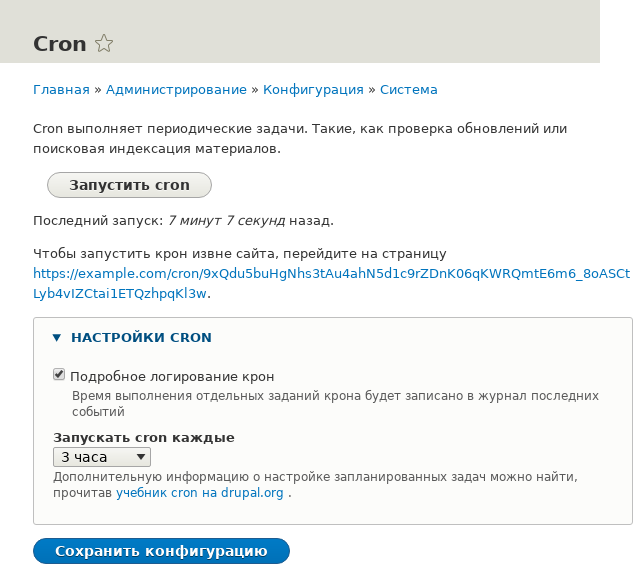 Cron
Главная » Администрирование » Конфигурация » Система
Cron выполняет периодические задачи. Такие, как проверка обновлений или
поисковая индексация материалов.
Запустить cron
Последний запуск: 7 минут 7 секунд назад.
Чтобы запустить крон извне сайта, перейдите на страницу
https://example.com/cron/9xQdu5buHgNhs3tAu4ahN5d1c9rZDnK06qKWRQmtE6m6_8oASCt
Lyb4vIZCtai1ETQzhpqKl3w.
НАСТРОЙКИ CRON
Подробное логирование крон
Время выполнения отдельных заданий крона будет записано в журнал последних
событий
Запускать cron каждые
3 часа
Дополнительную информацию о настройке запланированных задач можно найти,
прочитав учебник cron на drupal.org .
Сохранить конфигурацию